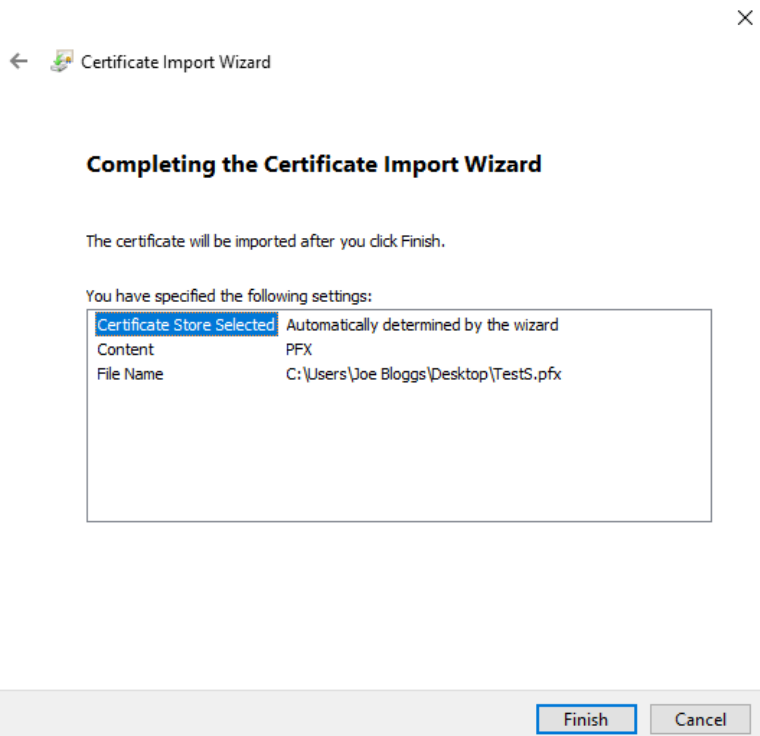 Certificate Import Wizard
Completing the Certificate Import Wizard
The certificate will be imported after you click Finish.
You have specified the following settings:
Certificate Store Selected Automatically determined by the wizard
Content PFX
File Name C:\Users\Joe Bloggs\Desktop\TestS.pfx
Finish Cancel